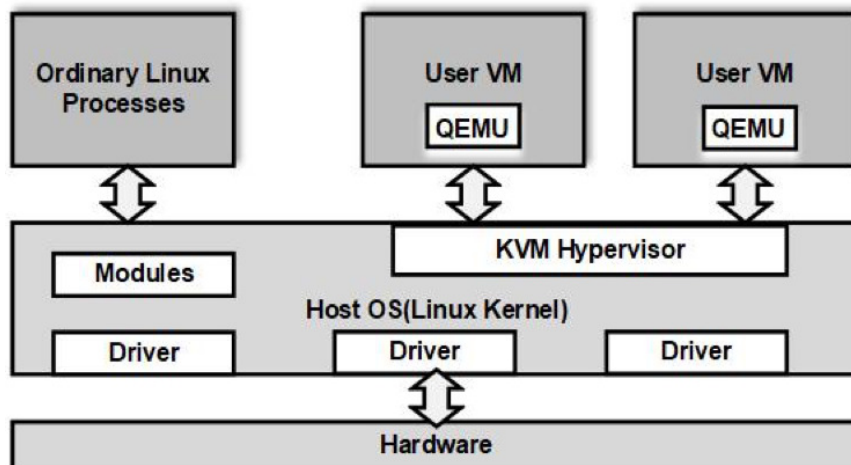 Ordinary Linux
Processes
User VM
QEMU
User VM
QEMU
KVM Hypervisor
Modules
Host OS(Linux Kernel)
Driver
Driver
Driver
Hardware